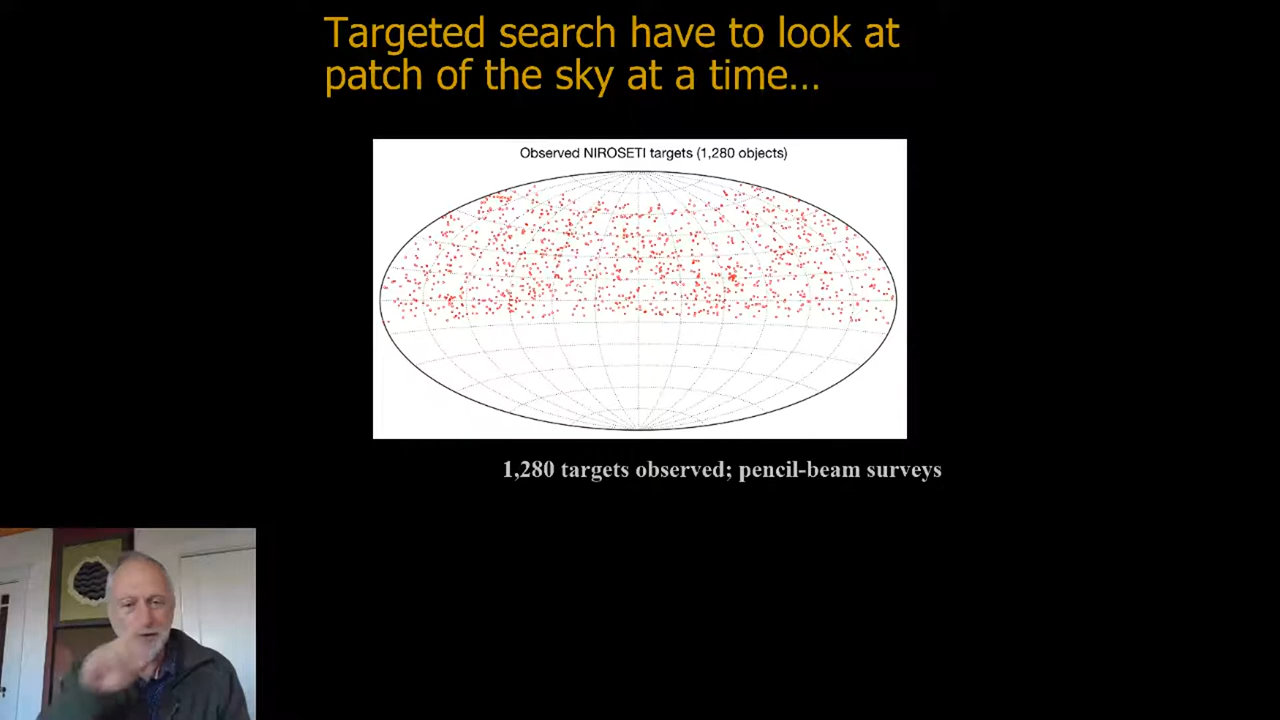 Targeted search have to look at
patch of the sky at a time...
Observed NIROSETI targets (1,280 objects)
1,280 targets observed; pencil-beam surveys